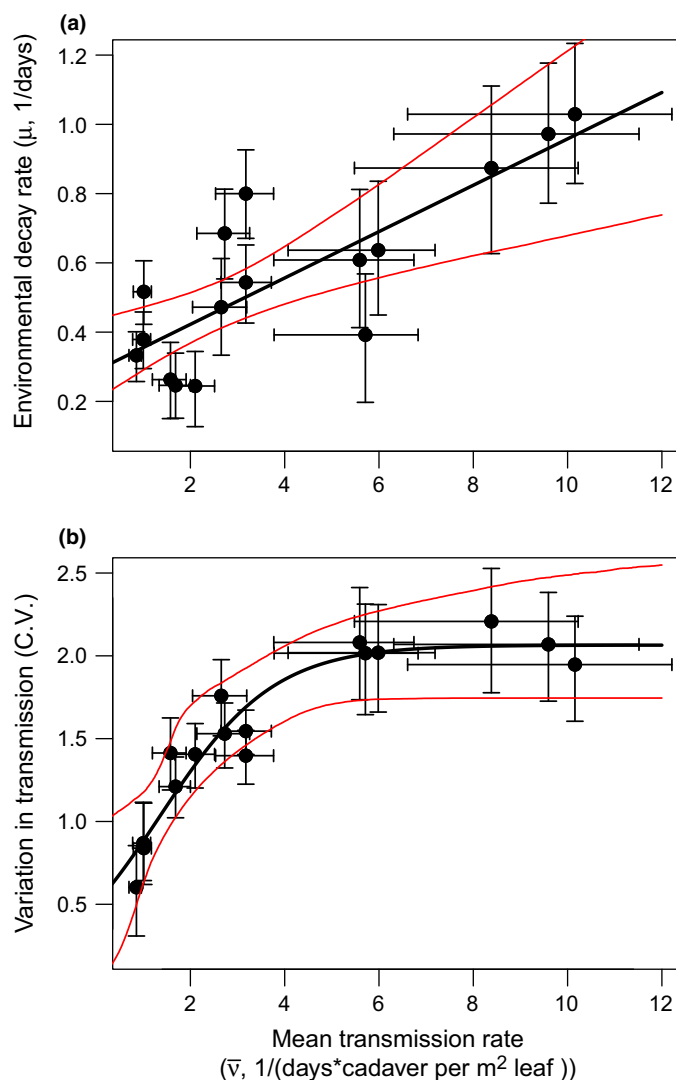 (a)
Environmental decay rate (μ, 1/days)
1.2
1.0
0.8
0.6
0.4
0.2
2 4 6 8 10 12
(b)
Variation in transmission (C.V.)
2.5
2.0
1.5
1.0
0.5
2 4 6 8 10 12
Mean transmission rate
(ν̅, 1/(days*cadaver per m² leaf ))